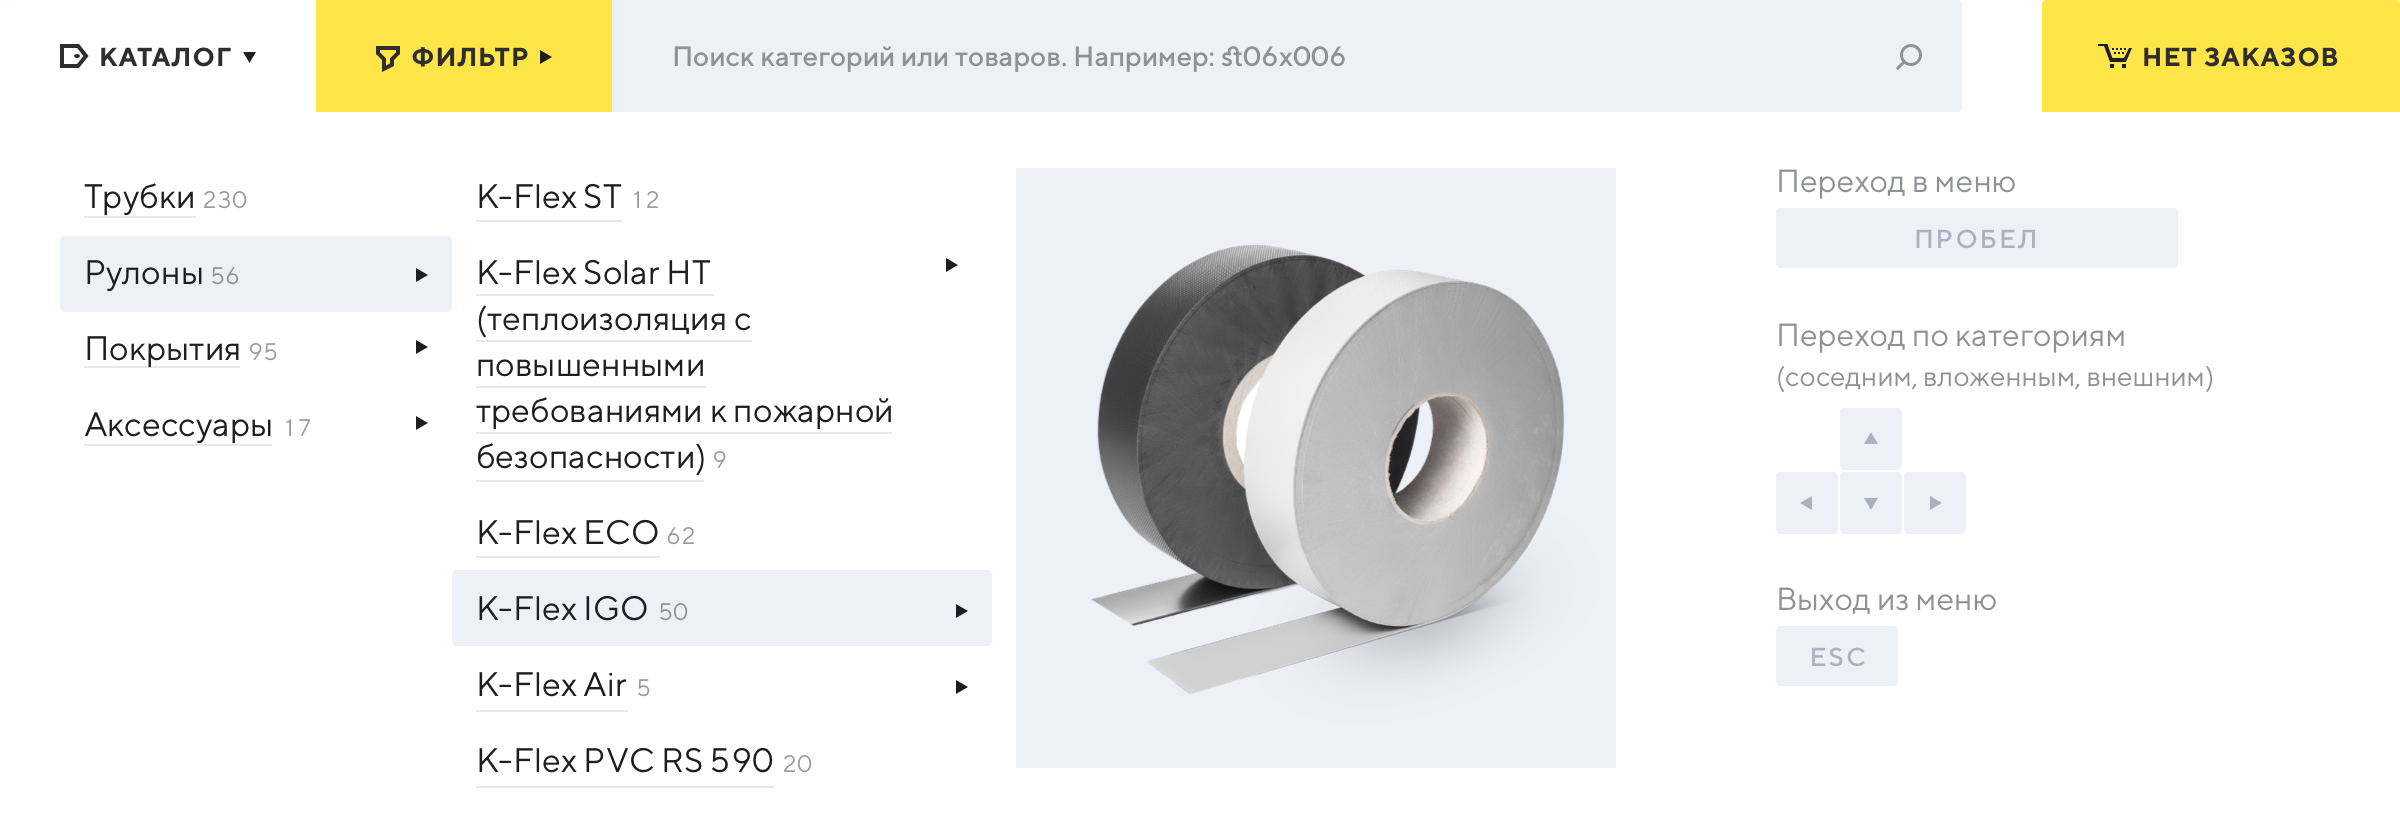 КАТАЛОГ
ФИЛЬТР
Поиск категорий или товаров. Например: st06x006
НЕТ ЗАКАЗОВ
Трубки 230
Рулоны 56
Покрытия 95
Аксессуары 17
K-Flex ST 12
K-Flex Solar HT
(теплоизоляция с
повышенными
требованиями к пожарной
безопасности) 9
K-Flex ECO 62
K-Flex IGO 50
K-Flex Air 5
K-Flex PVC RS 590 20
Переход в меню
ПРОБЕЛ
Переход по категориям
(соседним, вложенным, внешним)
Выход из меню
ESC